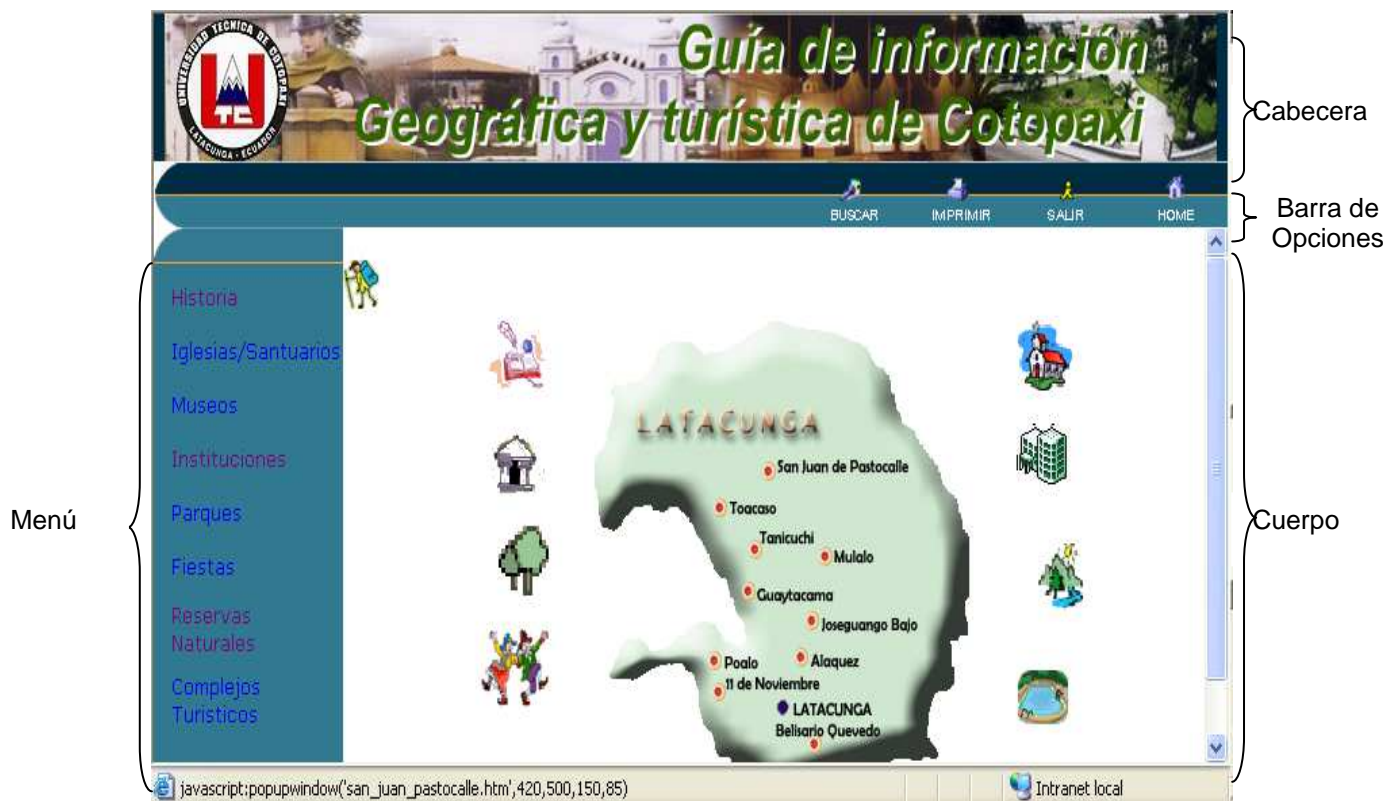 UNIVERSIDAD TECNICA DE COTOPAXI
UTC
LATACUNGA - ECUADOR
Guía de información
Geográfica y turística de Cotopaxi
Cabecera
BUSCAR IMPRIMIR SALIR HOME
Barra de
Opciones
Menú
Historia
Iglesias/Santuarios
Museos
Instituciones
Parques
Fiestas
Reservas
Naturales
Complejos
Turisticos
LATACUNGA
San Juan de Pastocalle
Toacaso
Tanicuchi
Mulalo
Guaytacama
Joseguango Bajo
Poalo
Alaquez
11 de Noviembre
LATACUNGA
Belisario Quevedo
Cuerpo
javascript:popupwindow('san_juan_pastocalle.htm',420,500,150,85)
Intranet local